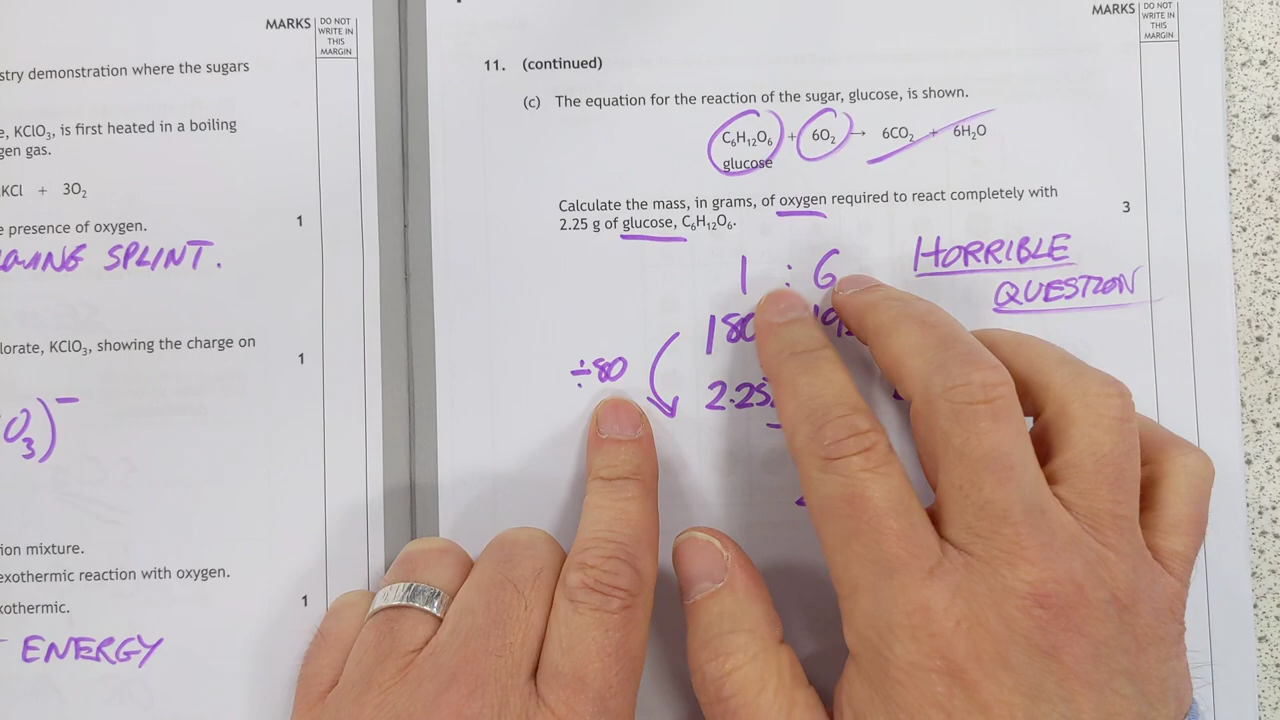 MARKS
DO NOT
WRITE IN
THIS
MARGIN
stry demonstration where the sugars
e, KClO₃, is first heated in a boiling
gen gas.
KCl + 3O₂
e presence of oxygen.
1
SPLINT.
lorate, KClO₃, showing the charge on
1
O₃)⁻
ion mixture.
exothermic reaction with oxygen.
xothermic.
1
ENERGY
MARKS
DO NOT
WRITE IN
THIS
MARGIN
11. (continued)
(c) The equation for the reaction of the sugar, glucose, is shown.
C₆H₁₂O₆ + 6O₂ → 6CO₂ + 6H₂O
glucose
Calculate the mass, in grams, of oxygen required to react completely with
2.25 g of glucose, C₆H₁₂O₆.
3
1 : 6
HORRIBLE
QUESTION
180 19
÷80
2.25